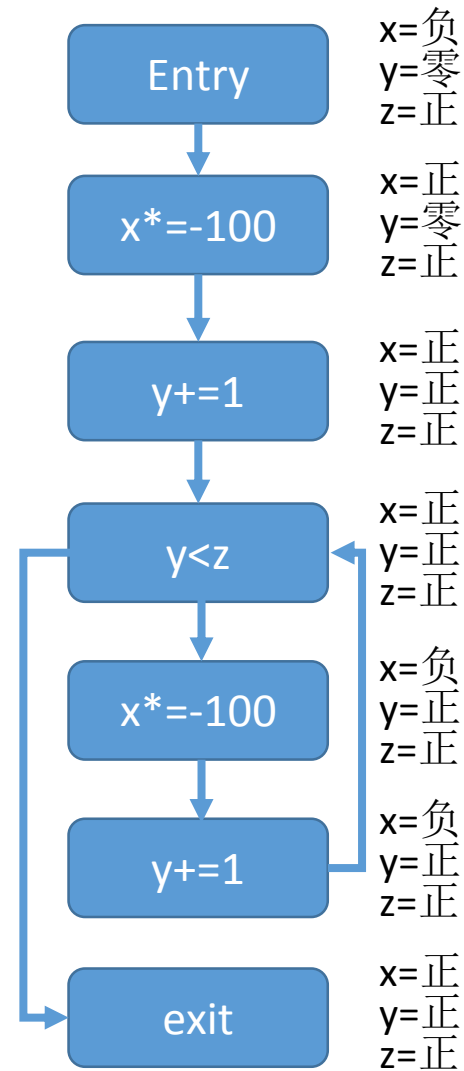 Entry
x=负
y=零
z=正
x*=-100
x=正
y=零
z=正
y+=1
x=正
y=正
z=正
y<z
x=正
y=正
z=正
x*=-100
x=负
y=正
z=正
y+=1
x=负
y=正
z=正
exit
x=正
y=正
z=正